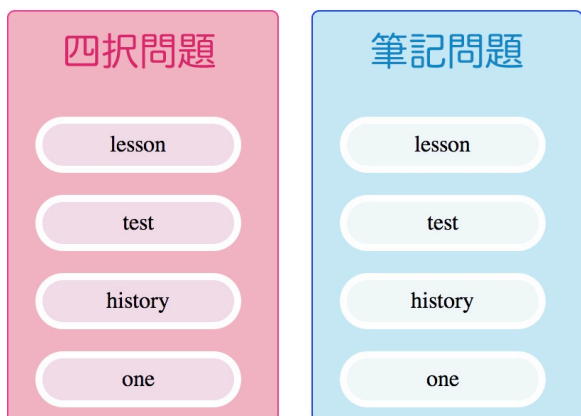 四択問題
lesson
test
history
one
筆記問題
lesson
test
history
one